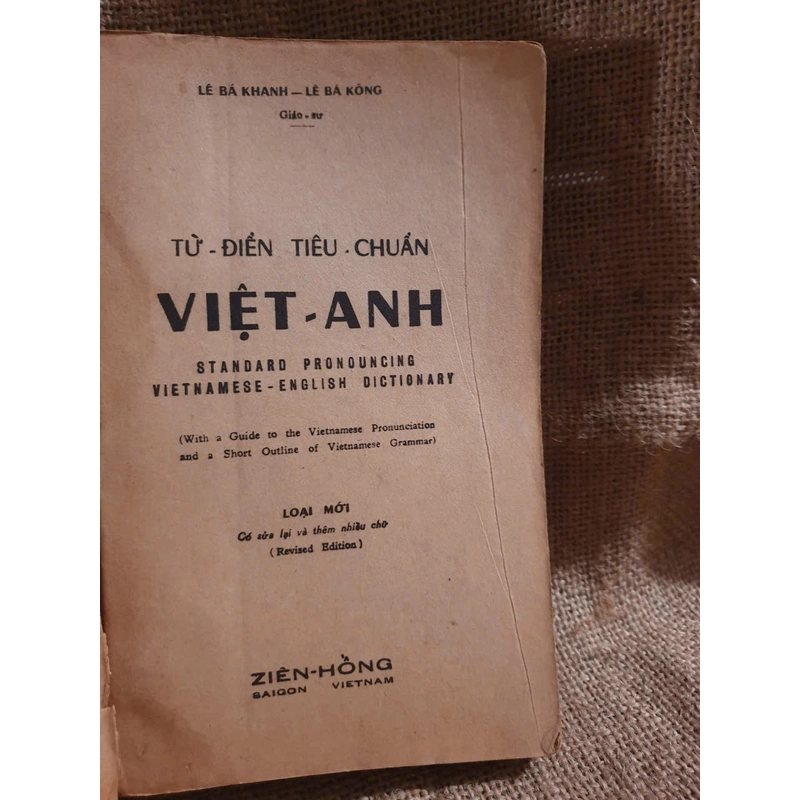 LÊ BÁ KHANH — LÊ BÁ KÔNG
Giáo-sư
TỪ-ĐIỂN TIÊU-CHUẨN
VIỆT-ANH
STANDARD PRONOUNCING
VIETNAMESE-ENGLISH DICTIONARY
(With a Guide to the Vietnamese Pronunciation
and a Short Outline of Vietnamese Grammar)
LOẠI MỚI
Có sửa lại và thêm nhiều chữ
(Revised Edition)
ZIÊN-HỒNG
SAIGON VIETNAM